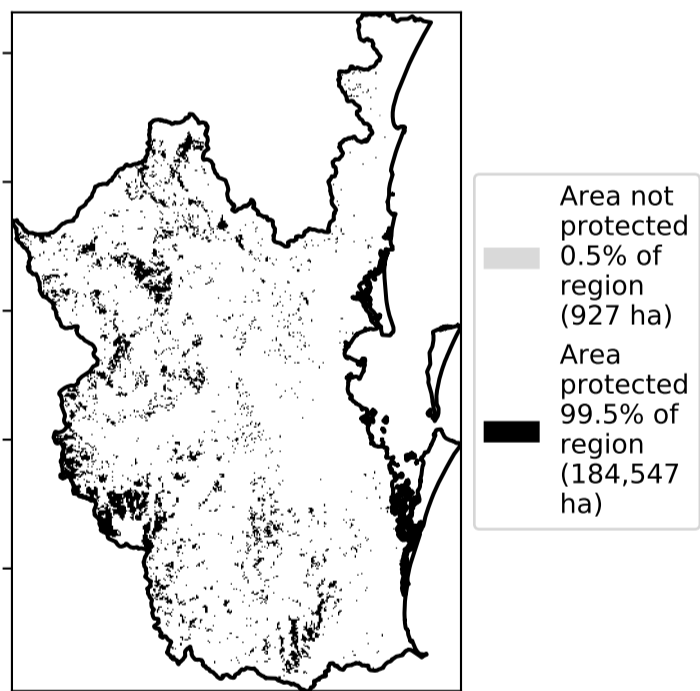 Area not
protected
0.5% of
region
(927 ha)
Area
protected
99.5% of
region
(184,547
ha)